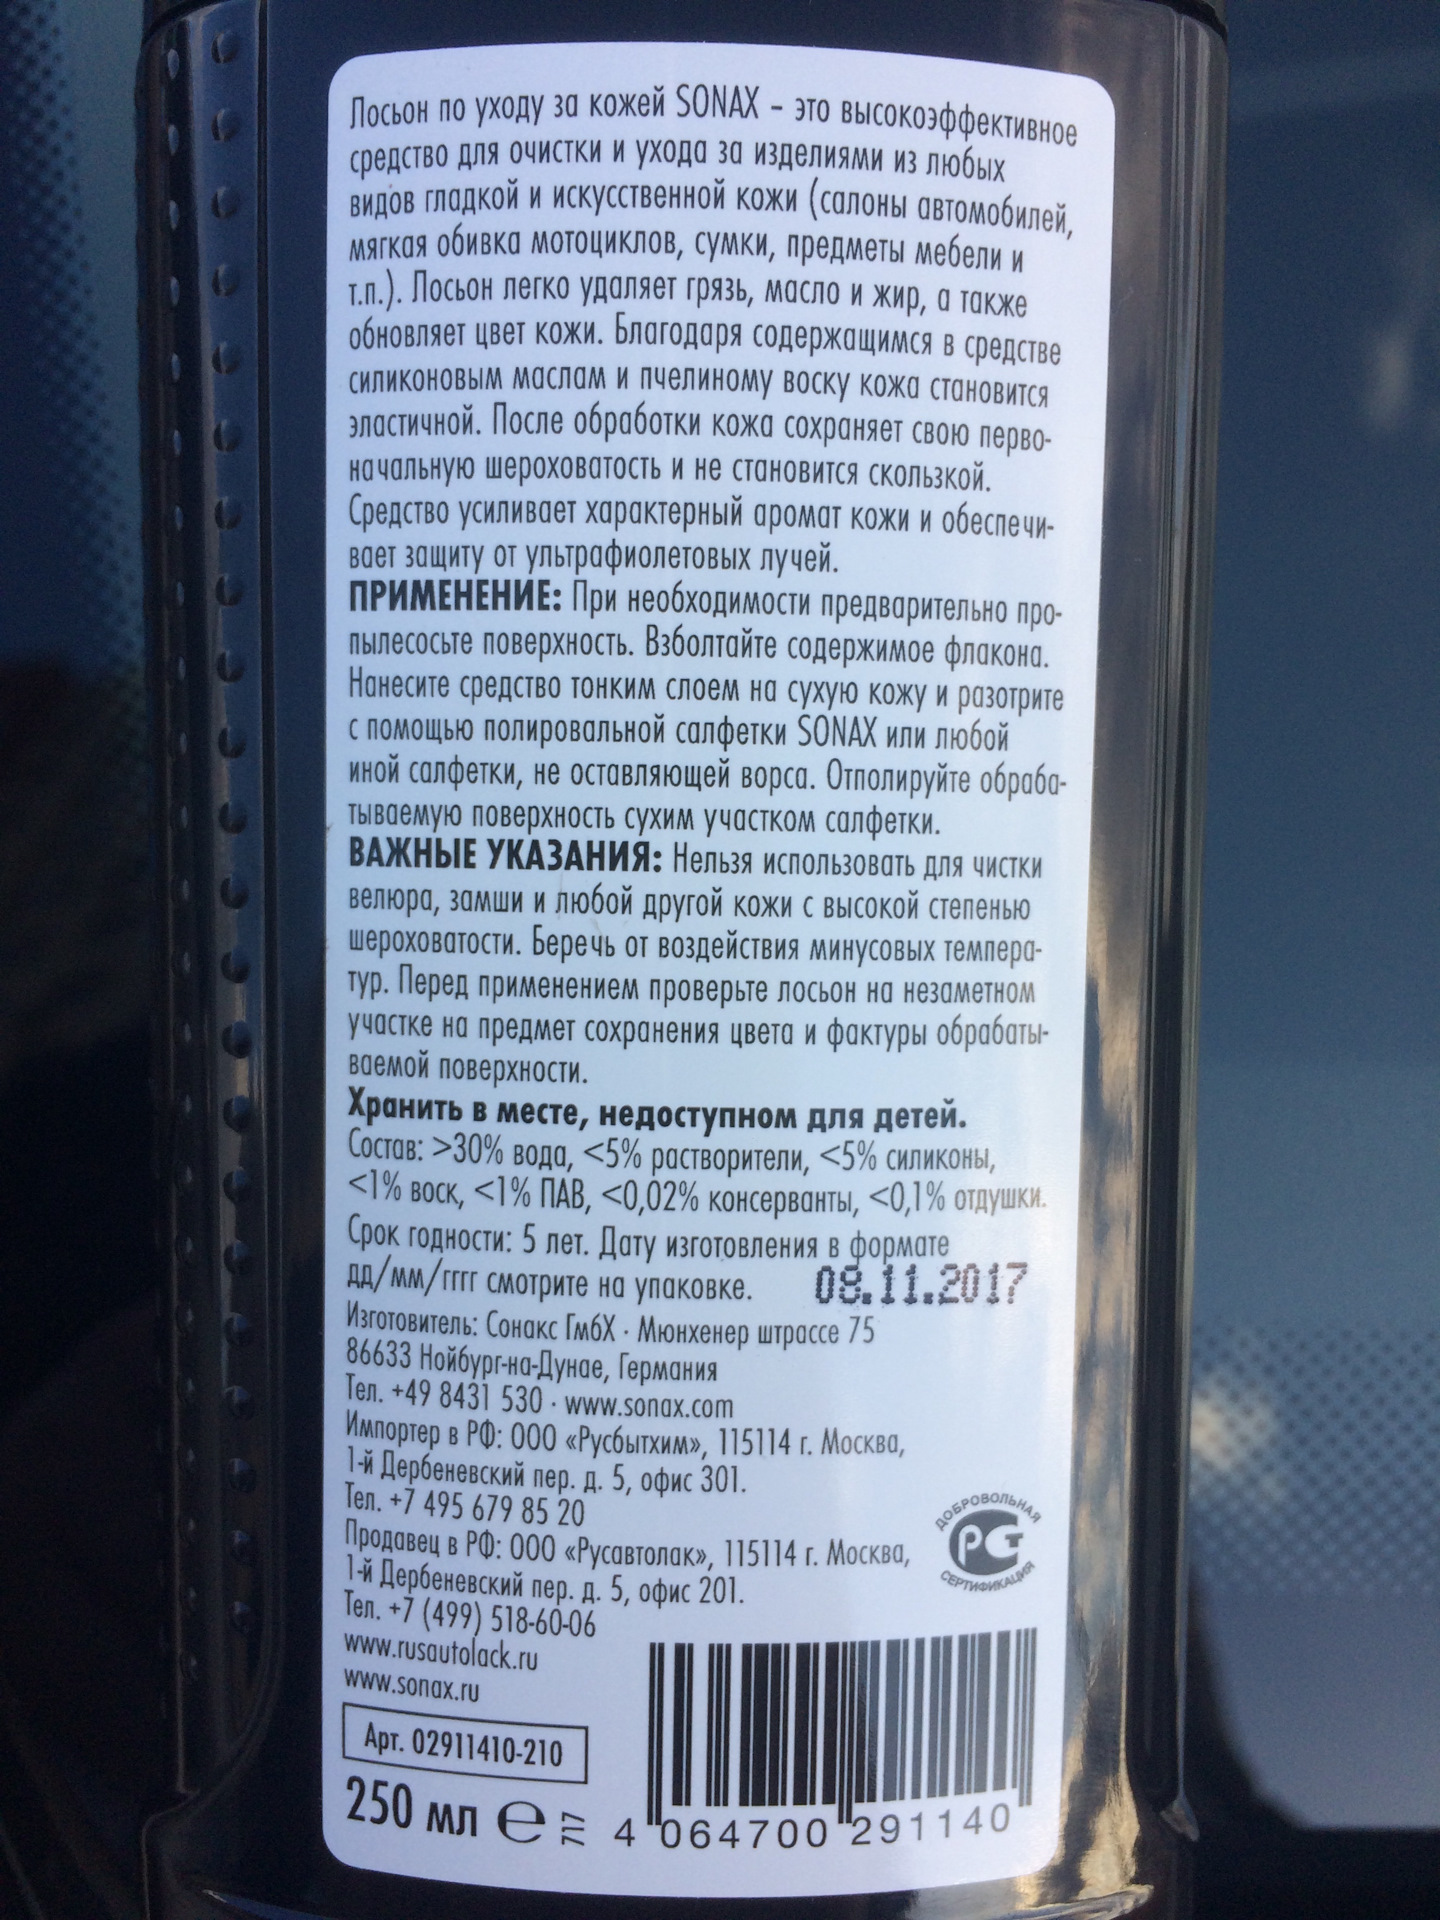 Лосьон по уходу за кожей SONAX – это высокоэффективное
средство для очистки и ухода за изделиями из любых
видов гладкой и искусственной кожи (салоны автомобилей,
мягкая обивка мотоциклов, сумки, предметы мебели и
т.п.). Лосьон легко удаляет грязь, масло и жир, а также
обновляет цвет кожи. Благодаря содержащимся в средстве
силиконовым маслам и пчелиному воску кожа становится
эластичной. После обработки кожа сохраняет свою перво-
начальную шероховатость и не становится скользкой.
Средство усиливает характерный аромат кожи и обеспечи-
вает защиту от ультрафиолетовых лучей.
ПРИМЕНЕНИЕ: При необходимости предварительно про-
пылесосьте поверхность. Взболтайте содержимое флакона.
Нанесите средство тонким слоем на сухую кожу и разотрите
с помощью полировальной салфетки SONAX или любой
иной салфетки, не оставляющей ворса. Отполируйте обраба-
тываемую поверхность сухим участком салфетки.
ВАЖНЫЕ УКАЗАНИЯ: Нельзя использовать для чистки
велюра, замши и любой другой кожи с высокой степенью
шероховатости. Беречь от воздействия минусовых темпера-
тур. Перед применением проверьте лосьон на незаметном
участке на предмет сохранения цвета и фактуры обрабаты-
ваемой поверхности.
Хранить в месте, недоступном для детей.
Состав: >30% вода, <5% растворители, <5% силиконы,
<1% воск, <1% ПАВ, <0,02% консерванты, <0,1% отдушки.
Срок годности: 5 лет. Дату изготовления в формате
дд/мм/гггг смотрите на упаковке. 08.11.2017
Изготовитель: Сонакс ГмбХ · Мюнхенер штрассе 75
86633 Нойбург-на-Дунае, Германия
Тел. +49 8431 530 · www.sonax.com
Импортер в РФ: ООО «Русбытхим», 115114 г. Москва,
1-й Дербеневский пер. д. 5, офис 301.
Тел. +7 495 679 85 20
Продавец в РФ: ООО «Русавтолак», 115114 г. Москва,
1-й Дербеневский пер. д. 5, офис 201.
Тел. +7 (499) 518-60-06
www.rusautolack.ru
www.sonax.ru
ДОБРОВОЛЬНАЯ
РСТ
СЕРТИФИКАЦИЯ
Арт. 02911410-210
250 мл e 717
4 064700 291140